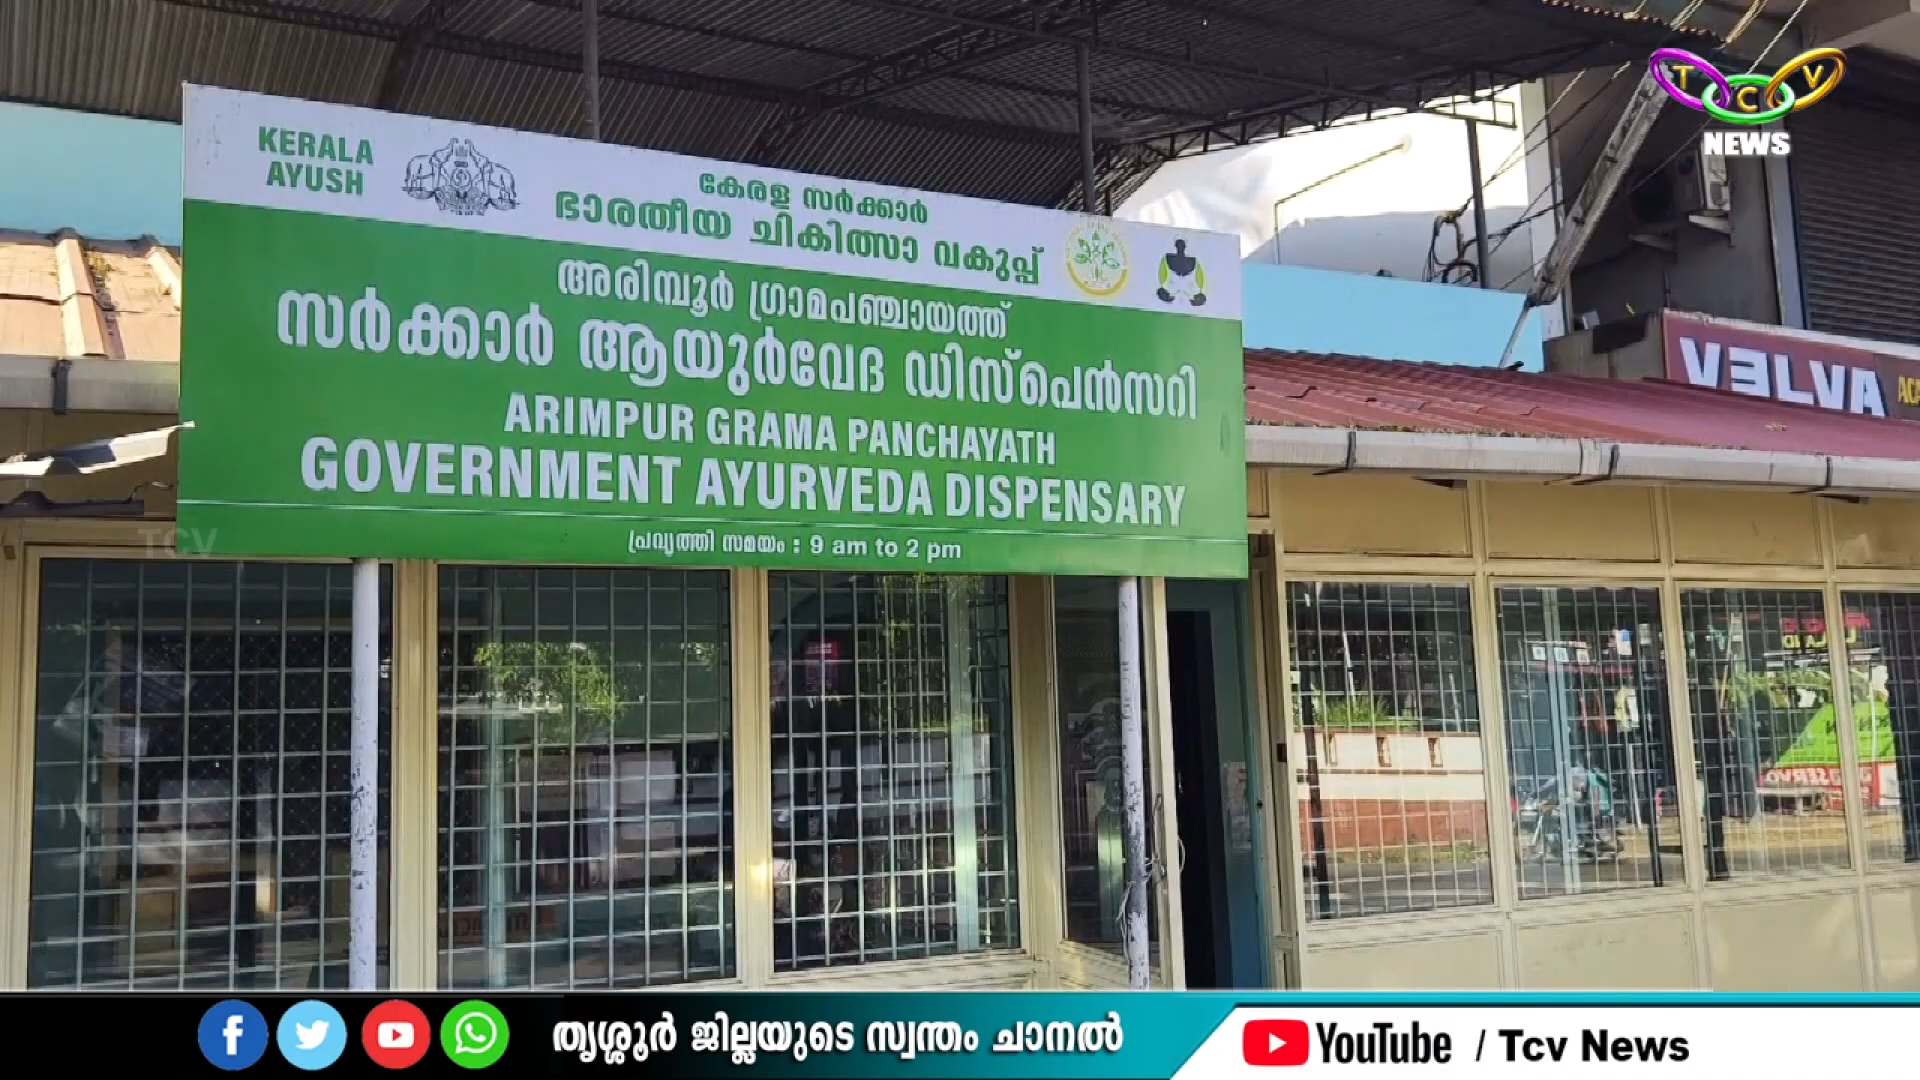 T C V
NEWS
KERALA
AYUSH
കേരള സർക്കാർ
ഭാരതീയ ചികിത്സാ വകുപ്പ്
അരിമ്പൂർ ഗ്രാമപഞ്ചായത്ത്
സർക്കാർ ആയുർവേദ ഡിസ്പെൻസറി
ARIMPUR GRAMA PANCHAYATH
GOVERNMENT AYURVEDA DISPENSARY
പ്രവൃത്തി സമയം : 9 am to 2 pm
VELVA
TCV
തൃശ്ശൂർ ജില്ലയുടെ സ്വന്തം ചാനൽ
YouTube / Tcv News